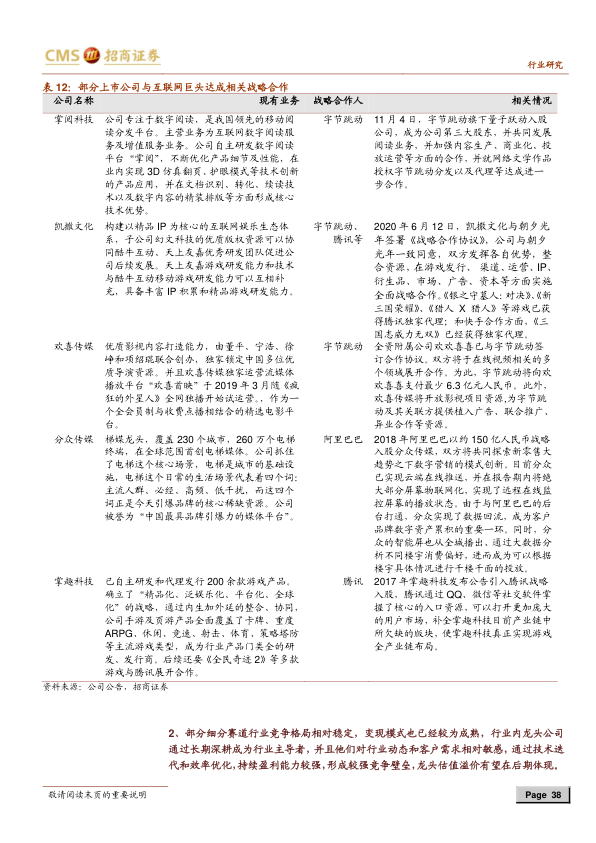 CMS 招商证券
行业研究
表 12：部分上市公司与互联网巨头达成相关战略合作
公司名称 现有业务 战略合作人 相关情况
掌阅科技 公司专注于数字阅读，是我国领先的移动阅 字节跳动 11 月 4 日，字节跳动旗下量子跃动入股
读分发平台。主营业务为互联网数字阅读服 公司，成为公司第三大股东，并共同发展
务及增值服务业务。公司自主研发数字阅读 阅读业务，并加强内容生产、商业化、投
平台“掌阅”，不断优化产品细节及性能，在 放运营等方面的合作，并就网络文学作品
业内实现 3D 仿真翻页、护眼模式等技术创新 授权字节跳动分发以及代理等达成进一
的产品应用，并在文档识别、转化、续读技 步合作。
术以及数字内容的精装排版等方面形成核心
技术优势。
凯撒文化 构建以精品 IP 为核心的互联网娱乐生态体 字节跳动、 2020 年 6 月 12 日，凯撒文化与朝夕光
系，子公司幻文科技的优质版权资源可以协 腾讯等 年签署《战略合作协议》，公司与朝夕
同酷牛互动、天上友嘉优秀研发团队促进公 光年一致同意，双方发挥各自优势，整
司后续发展。天上友嘉游戏研发能力和技术 合资源，在游戏发行、 渠道、运营、IP、
与酷牛互动移动游戏研发能力可以互相补 衍生品、市场、广告、资本等方面实施
充，具备丰富 IP 积累和精品游戏研发能力。 全面战略合作。《银之守墓人：对决》、《新
三国荣耀》、《猎人 X 猎人》等游戏已获
得腾讯独家代理；和快手合作方面，《三
国志威力无双》已经获得独家代理。
欢喜传媒 优质影视内容打造能力，由董平、宁浩、徐 字节跳动 全资附属公司欢欢喜喜已与字节跳动签
峥和项绍琨联合创办，独家锁定中国多位优 订合作协议。双方将于在线视频相关的多
质导演资源。并且欢喜传媒独家运营流媒体 个领域展开合作。为此，字节跳动将向欢
播放平台“欢喜首映”于 2019 年 3 月随《疯 欢喜喜支付最少 6.3 亿元人民币。此外，
狂的外星人》全网独播开始试运营。，作为一 欢喜传媒将开放影视项目资源,为字节跳
个全会员制与收费点播相结合的精选电影平 动及其关联方提供植入广告、联合推广、
台。 异业合作等资源。
分众传媒 梯媒龙头，覆盖 230 个城市，260 万个电梯 阿里巴巴 2018 年阿里巴巴以约 150 亿人民币战略
终端，在全球范围首创电梯媒体。公司抓住 入股分众传媒，双方将共同探索新零售大
了电梯这个核心场景，电梯是城市的基础设 趋势之下数字营销的模式创新。目前分众
施，电梯这个日常的生活场景代表着四个词： 已实现云端在线推送，并在报告期内将绝
主流人群、必经、高频、低干扰，而这四个 大部分屏幕物联网化，实现了远程在线监
词正是今天引爆品牌的核心稀缺资源。公司 控屏幕的播放状态。由于与阿里巴巴的后
被誉为“中国最具品牌引爆力的媒体平台”。 台打通，分众实现了数据回流，成为客户
品牌数字资产累积的重要一环。同时，分
众的智能屏也从全城播出、通过大数据分
析不同楼宇消费偏好，进而成为可以根据
楼宇具体情况进行千楼千面的投放。
掌趣科技 已自主研发和代理发行 200 余款游戏产品。 腾讯 2017 年掌趣科技发布公告引入腾讯战略
确立了“精品化、泛娱乐化、平台化、全球 入股，腾讯通过 QQ、微信等社交软件掌
化”的战略，通过内生加外延的整合、协同， 握了核心的入口资源，可以打开更加庞大
公司手游及页游产品全面覆盖了卡牌、重度 的用户市场，补全掌趣科技目前产业链中
ARPG、休闲、竞速、射击、体育，策略塔防 所欠缺的版块，使掌趣科技真正实现游戏
等主流游戏类型，成为行业产品门类全的研 全产业链布局。
发、发行商。后续还要《全民奇迹 2》等多款
游戏与腾讯展开合作。
资料来源：公司公告，招商证券
2、部分细分赛道行业竞争格局相对稳定，变现模式也已经较为成熟，行业内龙头公司
通过长期深耕成为行业主导者，并且他们对行业动态和客户需求相对敏感，通过技术迭
代和效率优化，持续盈利能力较强，形成较强竞争壁垒，龙头估值溢价有望在后期体现。
敬请阅读末页的重要说明
Page 38